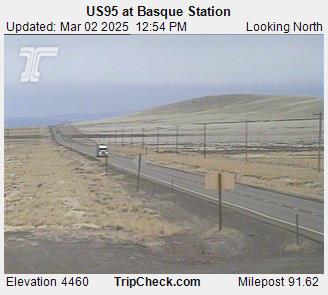 US95 at Basque Station
Updated: Mar 02 2025 12:54 PM Looking North
Elevation 4460 TripCheck.com Milepost 91.62